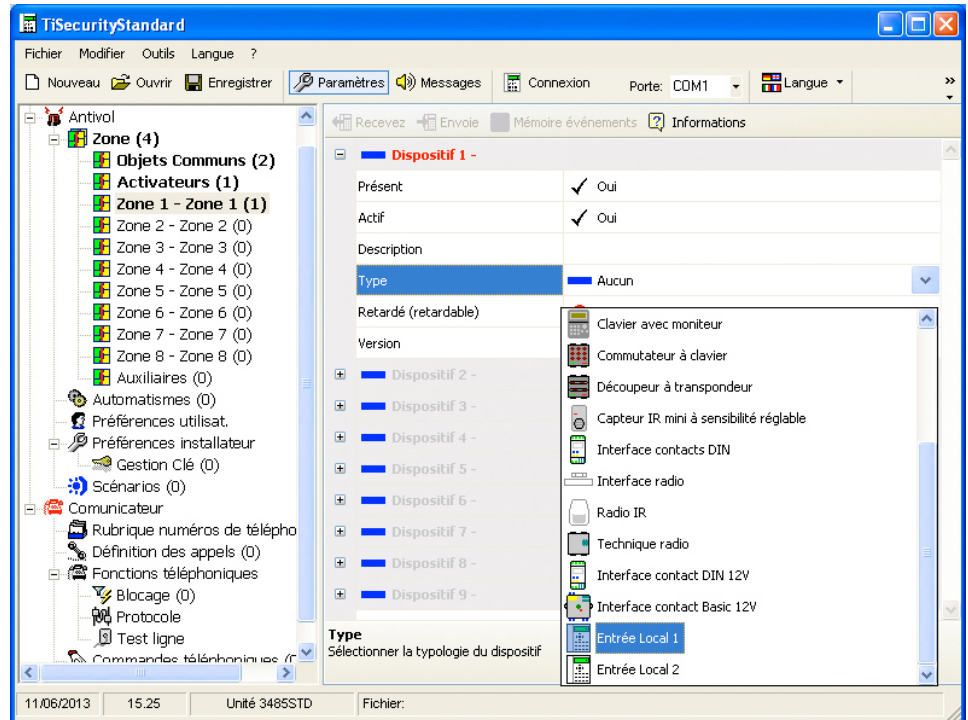 TiSecurityStandard
Fichier Modifier Outils Langue ?
Nouveau Ouvrir Enregistrer Paramètres Messages Connexion Porte: COM1 Langue
Antivol
Zone (4)
Objets Communs (2)
Activateurs (1)
Zone 1 - Zone 1 (1)
Zone 2 - Zone 2 (0)
Zone 3 - Zone 3 (0)
Zone 4 - Zone 4 (0)
Zone 5 - Zone 5 (0)
Zone 6 - Zone 6 (0)
Zone 7 - Zone 7 (0)
Zone 8 - Zone 8 (0)
Auxiliaires (0)
Automatismes (0)
Préférences utilisat.
Préférences installateur
Gestion Clé (0)
Scénarios (0)
Comunicateur
Rubrique numéros de télépho
Définition des appels (0)
Fonctions téléphoniques
Blocage (0)
Protocole
Test ligne
Commandes téléphoniques (
Recevez Envoie Mémoire événements Informations
Dispositif 1 -
Présent Oui
Actif Oui
Description
Type Aucun
Retardé (retardable)
Version
Dispositif 2 -
Dispositif 3 -
Dispositif 4 -
Dispositif 5 -
Dispositif 6 -
Dispositif 7 -
Dispositif 8 -
Dispositif 9 -
Clavier avec moniteur
Commutateur à clavier
Découpeur à transpondeur
Capteur IR mini à sensibilité réglable
Interface contacts DIN
Interface radio
Radio IR
Technique radio
Interface contact DIN 12V
Interface contact Basic 12V
Entrée Local 1
Entrée Local 2
Type
Sélectionner la typologie du dispositif
11/06/2013 15.25 Unité 3485STD Fichier: